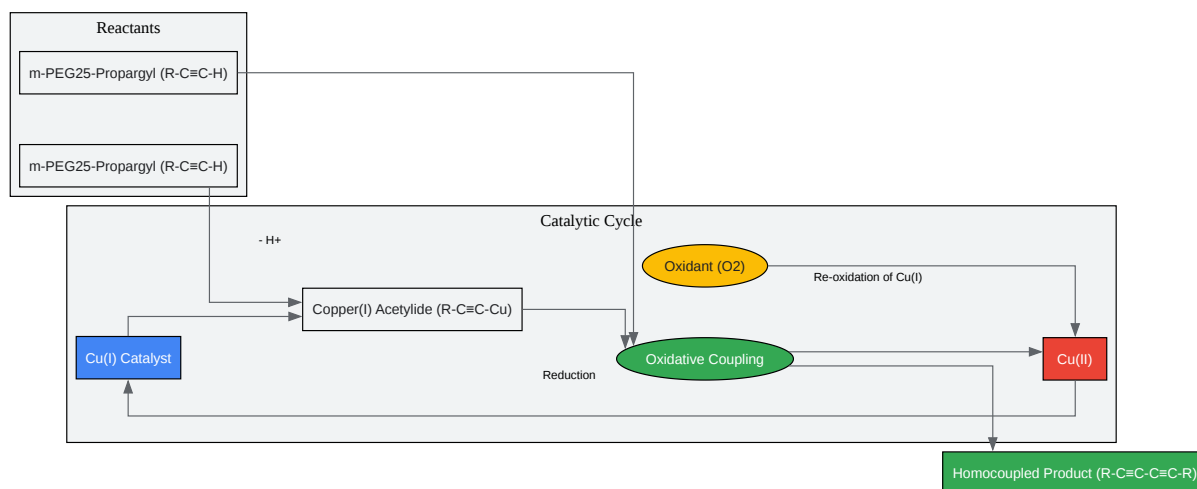 Reactants
m-PEG25-Propargyl (R-C≡C-H)
m-PEG25-Propargyl (R-C≡C-H)
Catalytic Cycle
- H+
Oxidant (O2)
Re-oxidation of Cu(I)
Copper(I) Acetylide (R-C≡C-Cu)
Cu(I) Catalyst
Oxidative Coupling
Cu(II)
Reduction
Homocoupled Product (R-C≡C-C≡C-R)